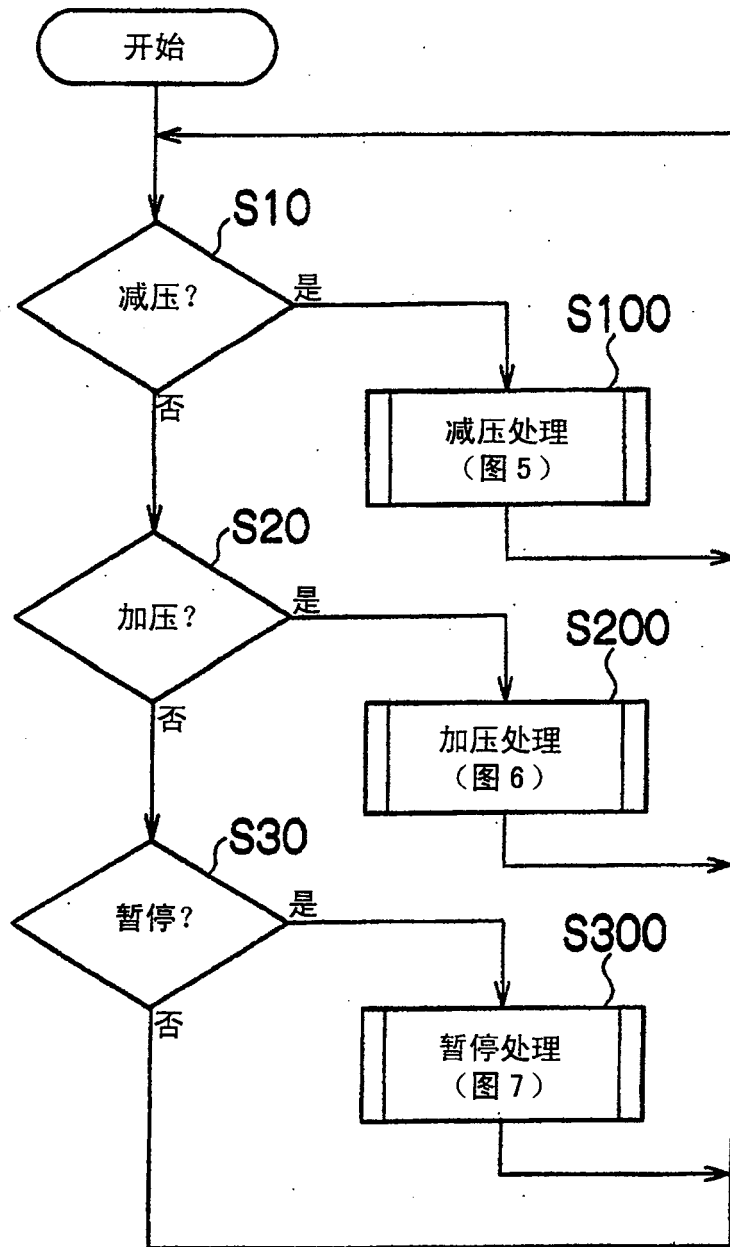 开始
S10
减压？
是
否
S100
减压处理
（图 5）
S20
加压？
是
否
S200
加压处理
（图 6）
S30
暂停？
是
否
S300
暂停处理
（图 7）